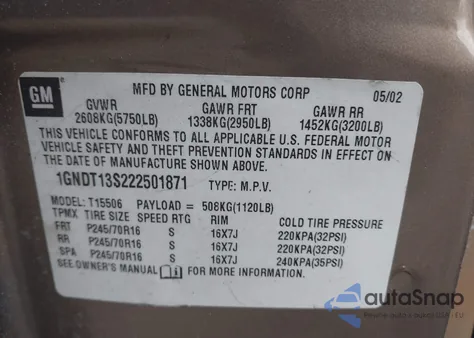 GM
MFD BY GENERAL MOTORS CORP 05/02
GVWR GAWR FRT GAWR RR
2608KG(5750LB) 1338KG(2950LB) 1452KG(3200LB)
THIS VEHICLE CONFORMS TO ALL APPLICABLE U.S. FEDERAL MOTOR
VEHICLE SAFETY AND THEFT PREVENTION STANDARDS IN EFFECT ON
THE DATE OF MANUFACTURE SHOWN ABOVE.
1GNDT13S222501871 TYPE: M.P.V.
MODEL: T15506 PAYLOAD = 508KG(1120LB)
TPMX TIRE SIZE SPEED RTG RIM COLD TIRE PRESSURE
FRT P245/70R16 S 16X7J 220KPA(32PSI)
RR P245/70R16 S 16X7J 220KPA(32PSI)
SPA P245/70R16 S 16X7J 240KPA(35PSI)
SEE OWNER'S MANUAL FOR MORE INFORMATION.
autaSnap